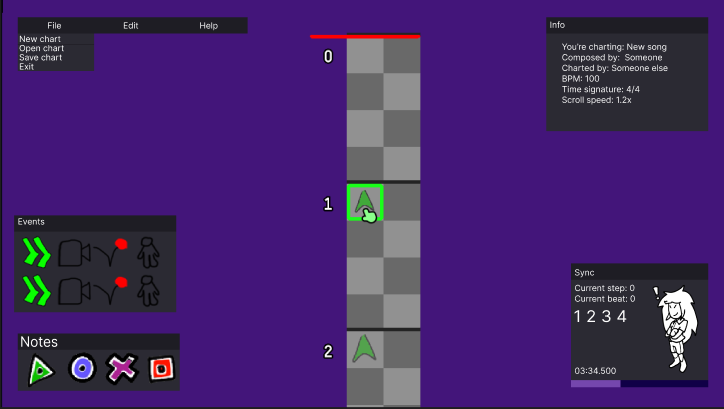 File Edit Help
New chart
Open chart
Save chart
Exit
0
1
2
Info
You're charting: New song
Composed by: Someone
Charted by: Someone else
BPM: 100
Time signature: 4/4
Scroll speed: 1.2x
Events
Notes
Sync
Current step: 0
Current beat: 0
1 2 3 4
!
03:34.500